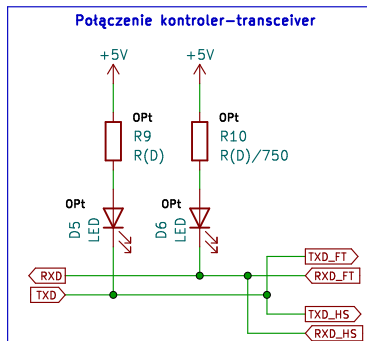 Połączenie kontroler-transceiver
+5V +5V
OPt OPt
R9 R10
R(D) R(D)/750
OPt OPt
D5 LED D6 LED
TXD_FT
RXD RXD_FT
TXD
TXD_HS
RXD_HS